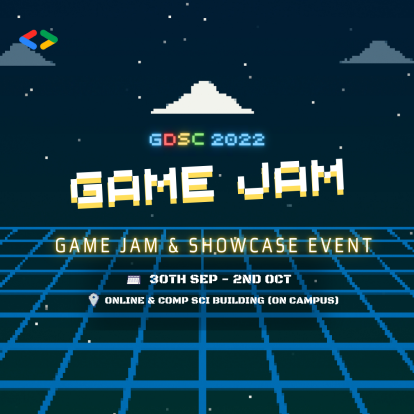 GDSC 2022
GAME JAM
GAME JAM & SHOWCASE EVENT
30TH SEP - 2ND OCT
ONLINE & COMP SCI BUILDING (ON CAMPUS)